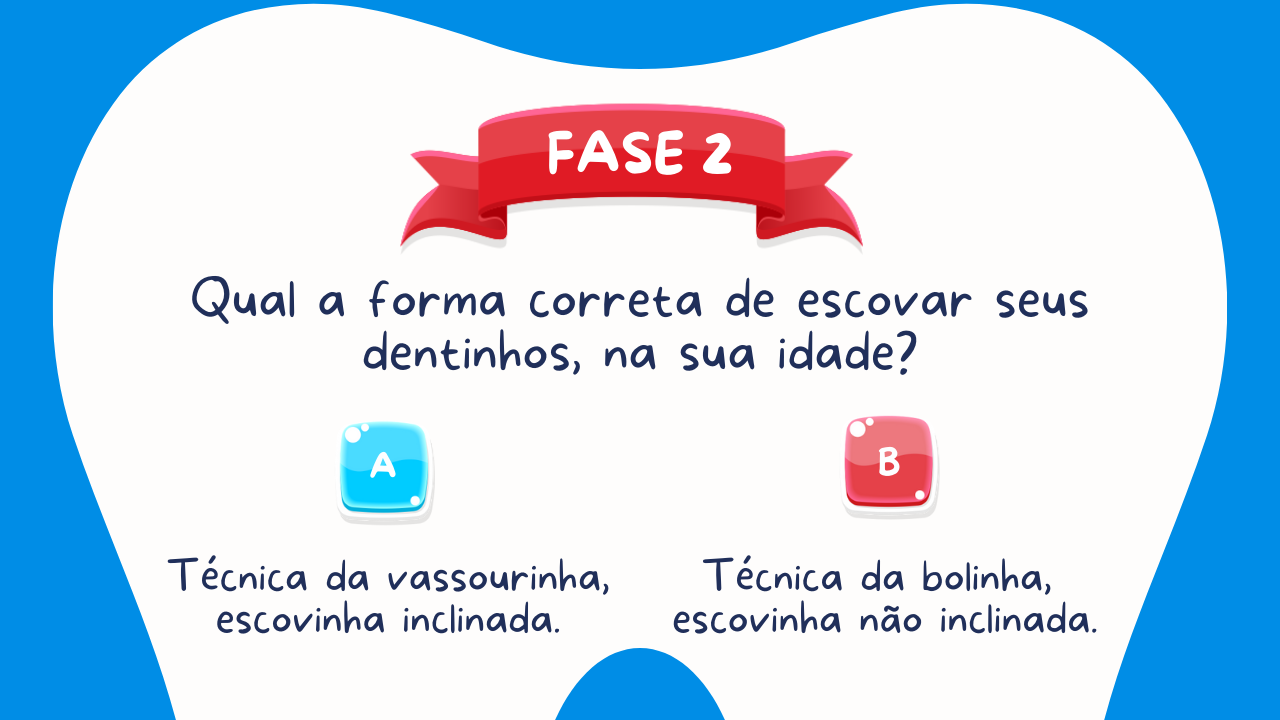 FASE 2
Qual a forma correta de escovar seus
dentinhos, na sua idade?
A
B
Técnica da vassourinha,
escovinha inclinada.
Técnica da bolinha,
escovinha não inclinada.